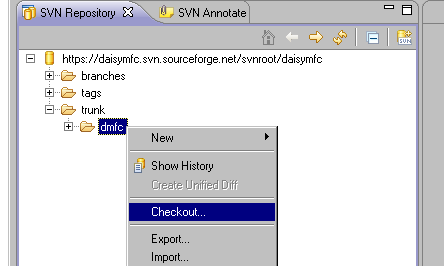 SVN Repository
SVN Annotate
SVN
https://daisymfc.svn.sourceforge.net/svnroot/daisymfc
branches
tags
trunk
dmfc
New
Show History
Create Unified Diff
Checkout...
Export...
Import...